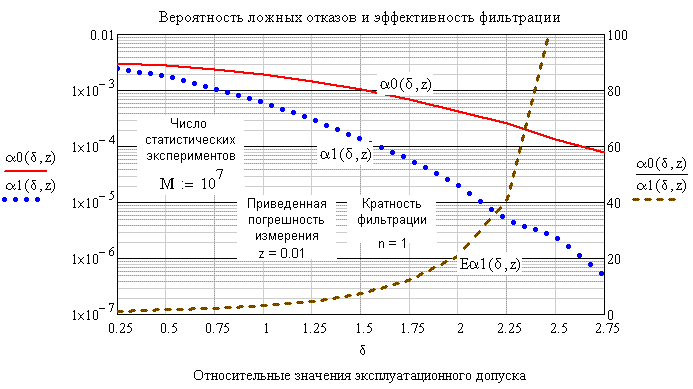 Вероятность ложных отказов и эффективность фильтрации
0.01
1×10⁻³
1×10⁻⁴
1×10⁻⁵
1×10⁻⁶
1×10⁻⁷
100
80
60
40
20
0
α0(δ,z)
α1(δ,z)
α0(δ,z)
α1(δ,z)
Число
статистических
экспериментов
M := 10⁷
Приведенная
погрешность
измерения
z = 0.01
Кратность
фильтрации
n = 1
Eα1(δ,z)
α0(δ,z)
α1(δ,z)
0.25 0.5 0.75 1 1.25 1.5 1.75 2 2.25 2.5 2.75
δ
Относительные значения эксплуатационного допуска